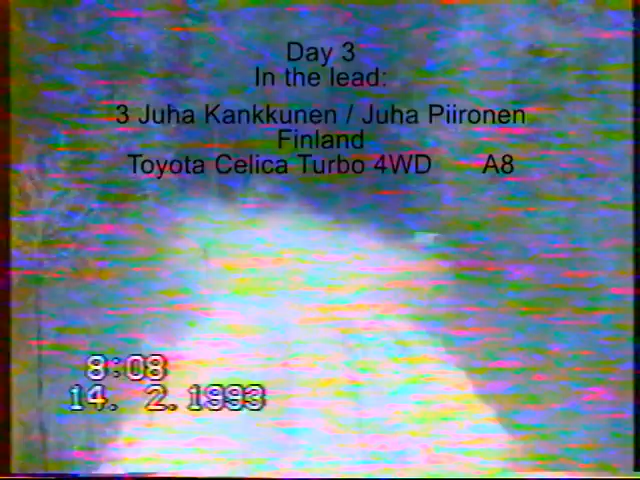 Day 3
In the lead:
3 Juha Kankkunen / Juha Piironen
Finland
Toyota Celica Turbo 4WD A8
8:08
14. 2.1993